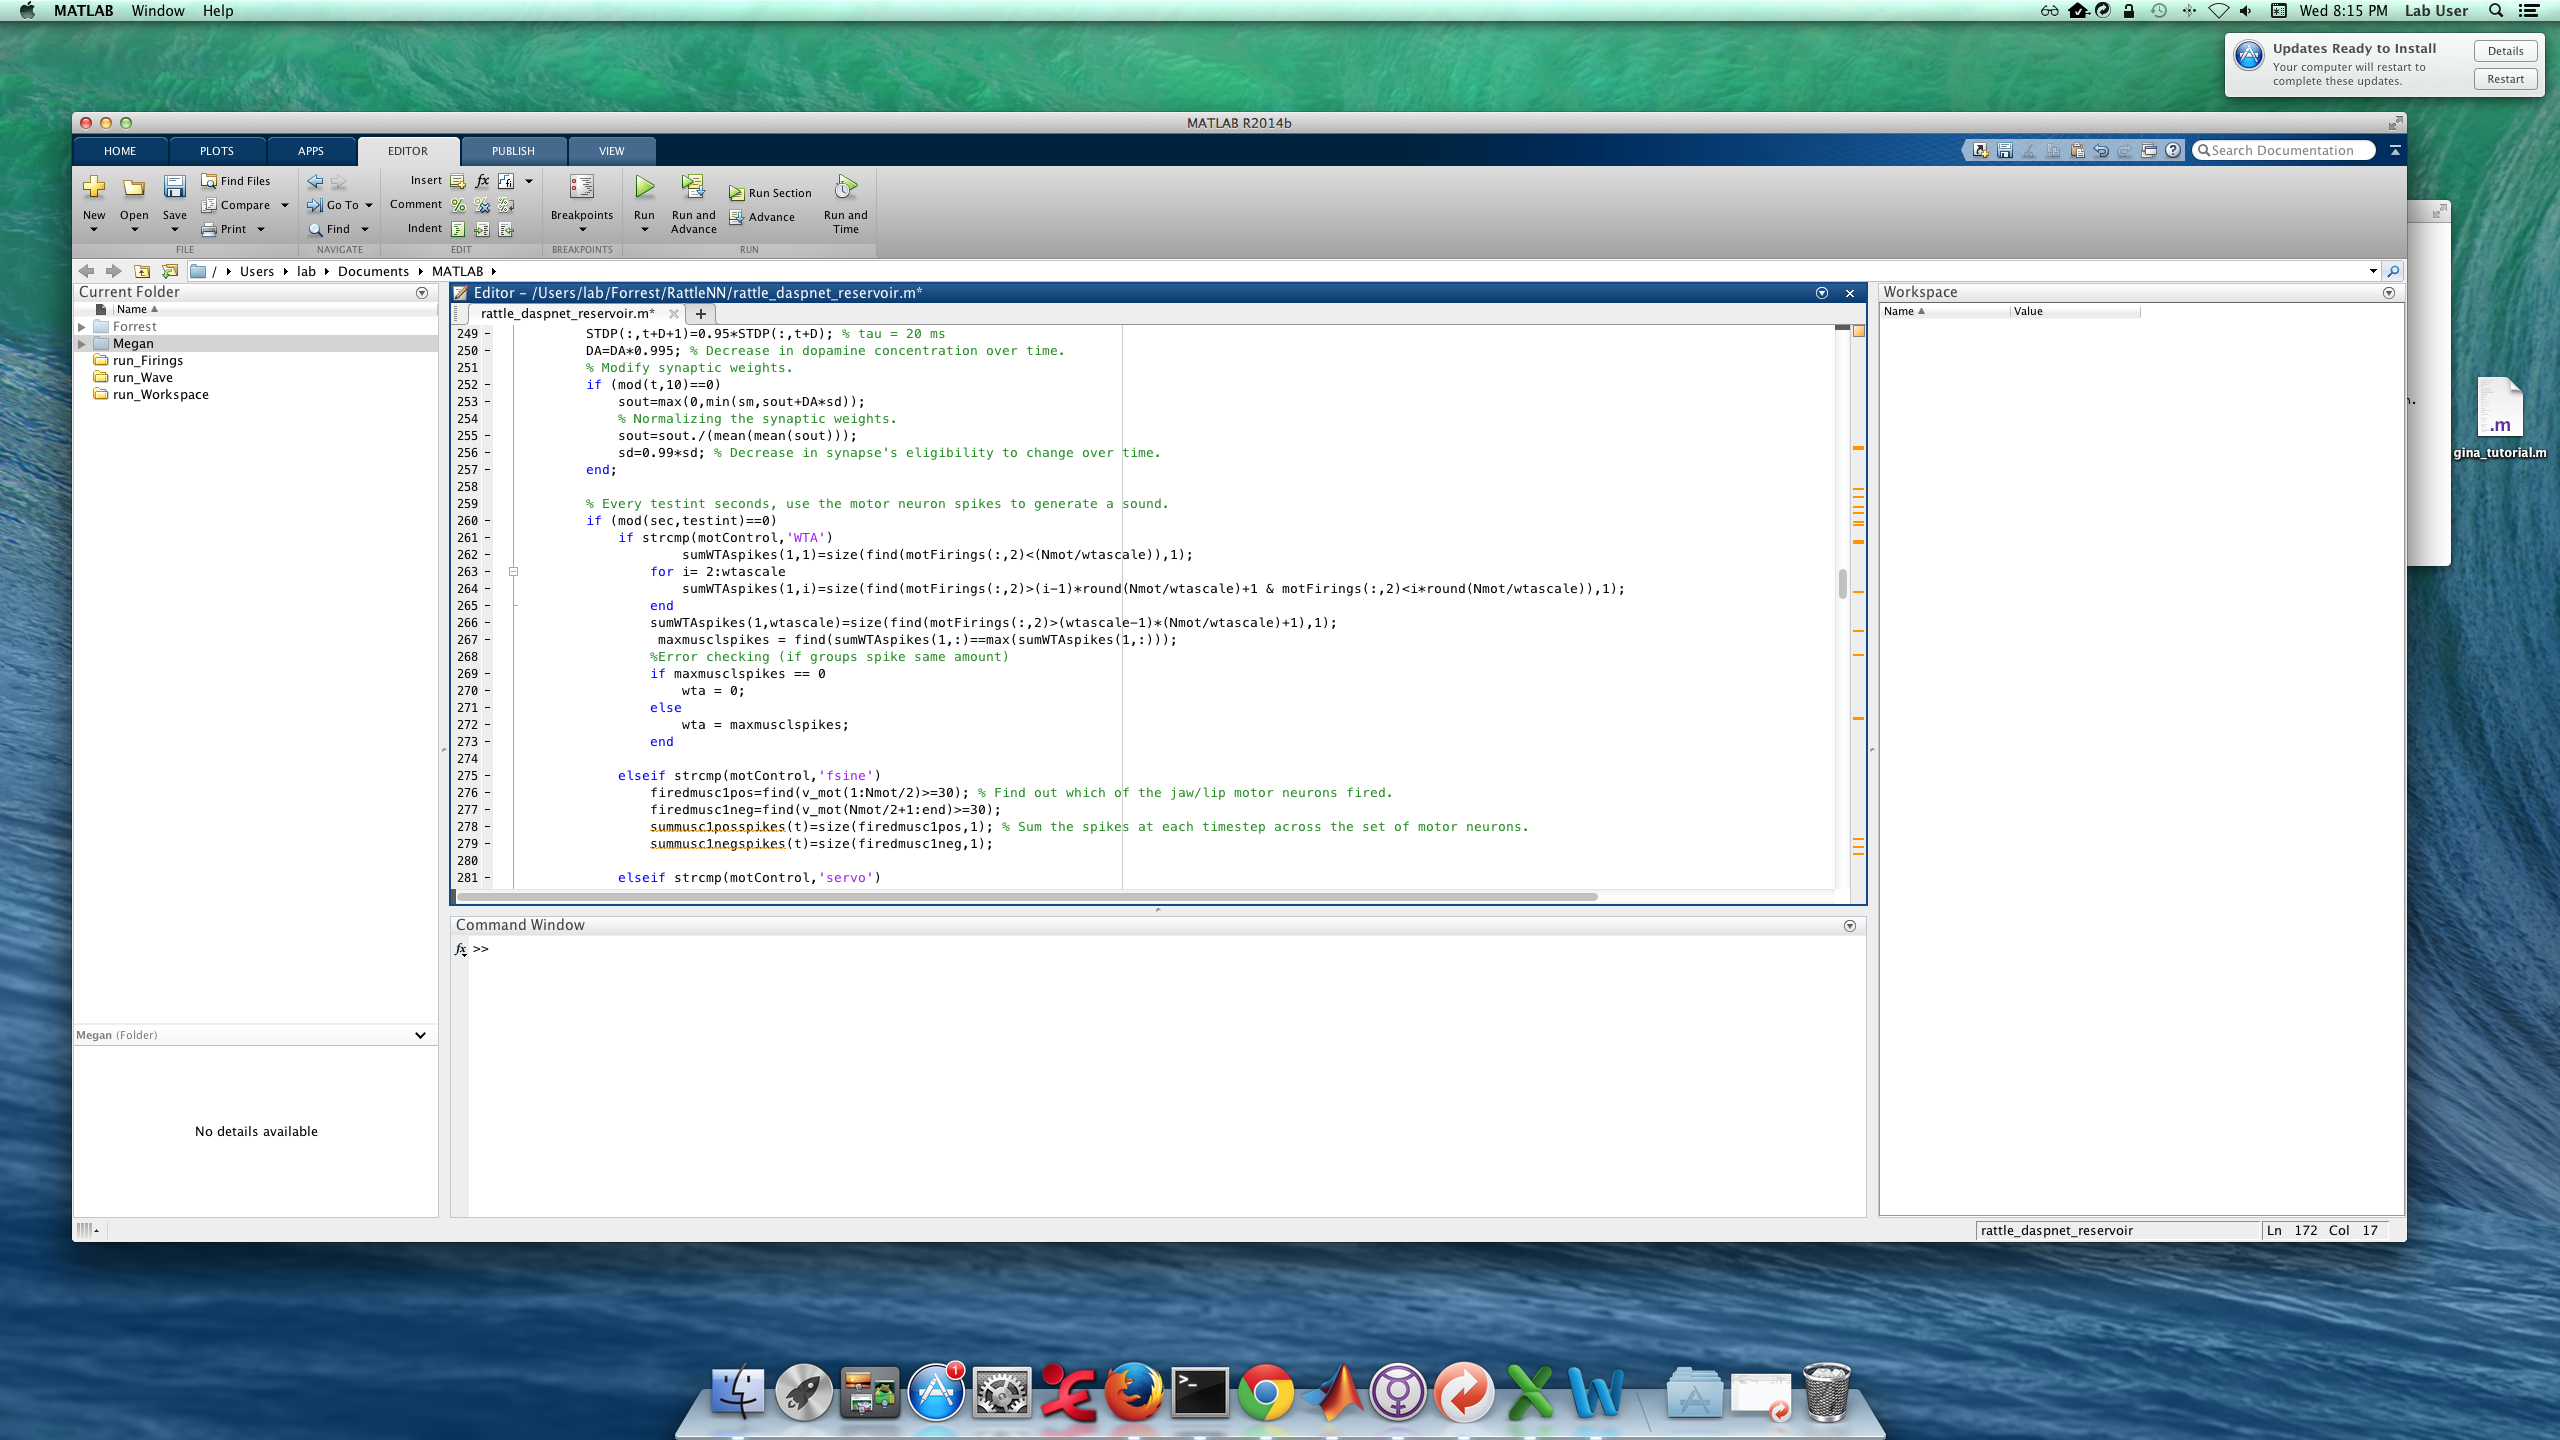 MATLAB Window Help
Wed 8:15 PM Lab User
Updates Ready to Install
Your computer will restart to
complete these updates.
Details
Restart
MATLAB R2014b
HOME PLOTS APPS EDITOR PUBLISH VIEW
Search Documentation
New Open Save
Find Files
Compare
Print
Go To
Find
Insert
Comment
Indent
fx
Breakpoints
Run
Run and
Advance
Run Section
Advance
Run and
Time
FILE NAVIGATE EDIT BREAKPOINTS RUN
/ Users lab Documents MATLAB
Current Folder
Name
Forrest
Megan
run_Firings
run_Wave
run_Workspace
Megan (Folder)
No details available
Editor – /Users/lab/Forrest/RattleNN/rattle_daspnet_reservoir.m*
rattle_daspnet_reservoir.m*
249 – STDP(:,t+D+1)=0.95*STDP(:,t+D); % tau = 20 ms
250 – DA=DA*0.995; % Decrease in dopamine concentration over time.
251 % Modify synaptic weights.
252 – if (mod(t,10)==0)
253 – sout=max(0,min(sm,sout+DA*sd));
254 % Normalizing the synaptic weights.
255 – sout=sout./(mean(mean(sout)));
256 – sd=0.99*sd; % Decrease in synapse's eligibility to change over time.
257 – end;
258
259 % Every testint seconds, use the motor neuron spikes to generate a sound.
260 – if (mod(sec,testint)==0)
261 – if strcmp(motControl,'WTA')
262 – sumWTAspikes(1,1)=size(find(motFirings(:,2)<(Nmot/wtascale)),1);
263 – for i= 2:wtascale
264 – sumWTAspikes(1,i)=size(find(motFirings(:,2)>(i–1)*round(Nmot/wtascale)+1 & motFirings(:,2)<i*round(Nmot/wtascale)),1);
265 – end
266 – sumWTAspikes(1,wtascale)=size(find(motFirings(:,2)>(wtascale–1)*(Nmot/wtascale)+1),1);
267 – maxmusclspikes = find(sumWTAspikes(1,:)==max(sumWTAspikes(1,:)));
268 %Error checking (if groups spike same amount)
269 – if maxmusclspikes == 0
270 – wta = 0;
271 – else
272 – wta = maxmusclspikes;
273 – end
274
275 – elseif strcmp(motControl,'fsine')
276 – firedmusc1pos=find(v_mot(1:Nmot/2)>=30); % Find out which of the jaw/lip motor neurons fired.
277 – firedmusc1neg=find(v_mot(Nmot/2+1:end)>=30);
278 – summusc1posspikes(t)=size(firedmusc1pos,1); % Sum the spikes at each timestep across the set of motor neurons.
279 – summusc1negspikes(t)=size(firedmusc1neg,1);
280
281 – elseif strcmp(motControl,'servo')
Command Window
fx >>
Workspace
Name Value
.m
gina_tutorial.m
rattle_daspnet_reservoir
Ln 172 Col 17
1